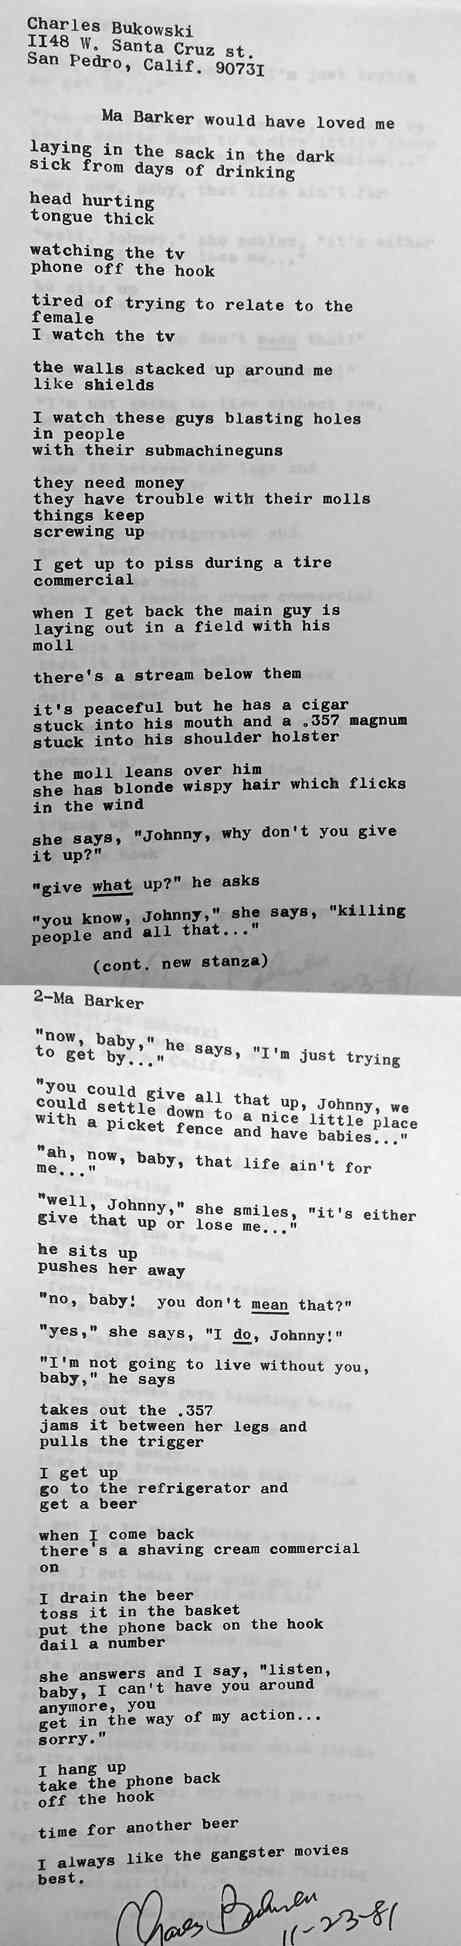 Charles Bukowski
II48 W. Santa Cruz st.
San Pedro, Calif. 9073I
Ma Barker would have loved me
laying in the sack in the dark
sick from days of drinking
head hurting
tongue thick
watching the tv
phone off the hook
tired of trying to relate to the
female
I watch the tv
the walls stacked up around me
like shields
I watch these guys blasting holes
in people
with their submachineguns
they need money
they have trouble with their molls
things keep
screwing up
I get up to piss during a tire
commercial
when I get back the main guy is
laying out in a field with his
moll
there's a stream below them
it's peaceful but he has a cigar
stuck into his mouth and a .357 magnum
stuck into his shoulder holster
the moll leans over him
she has blonde wispy hair which flicks
in the wind
she says, "Johnny, why don't you give
it up?"
"give what up?" he asks
"you know, Johnny," she says, "killing
people and all that..."
(cont. new stanza)
2-Ma Barker
"now, baby," he says, "I'm just trying
to get by..."
"you could give all that up, Johnny, we
could settle down to a nice little place
with a picket fence and have babies..."
"ah, now, baby, that life ain't for
me..."
"well, Johnny," she smiles, "it's either
give that up or lose me..."
he sits up
pushes her away
"no, baby!  you don't mean that?"
"yes," she says, "I do, Johnny!"
"I'm not going to live without you,
baby," he says
takes out the .357
jams it between her legs and
pulls the trigger
I get up
go to the refrigerator and
get a beer
when I come back
there's a shaving cream commercial
on
I drain the beer
toss it in the basket
put the phone back on the hook
dail a number
she answers and I say, "listen,
baby, I can't have you around
anymore, you
get in the way of my action...
sorry."
I hang up
take the phone back
off the hook
time for another beer
I always like the gangster movies
best.
Charles Bukowski
11-23-81